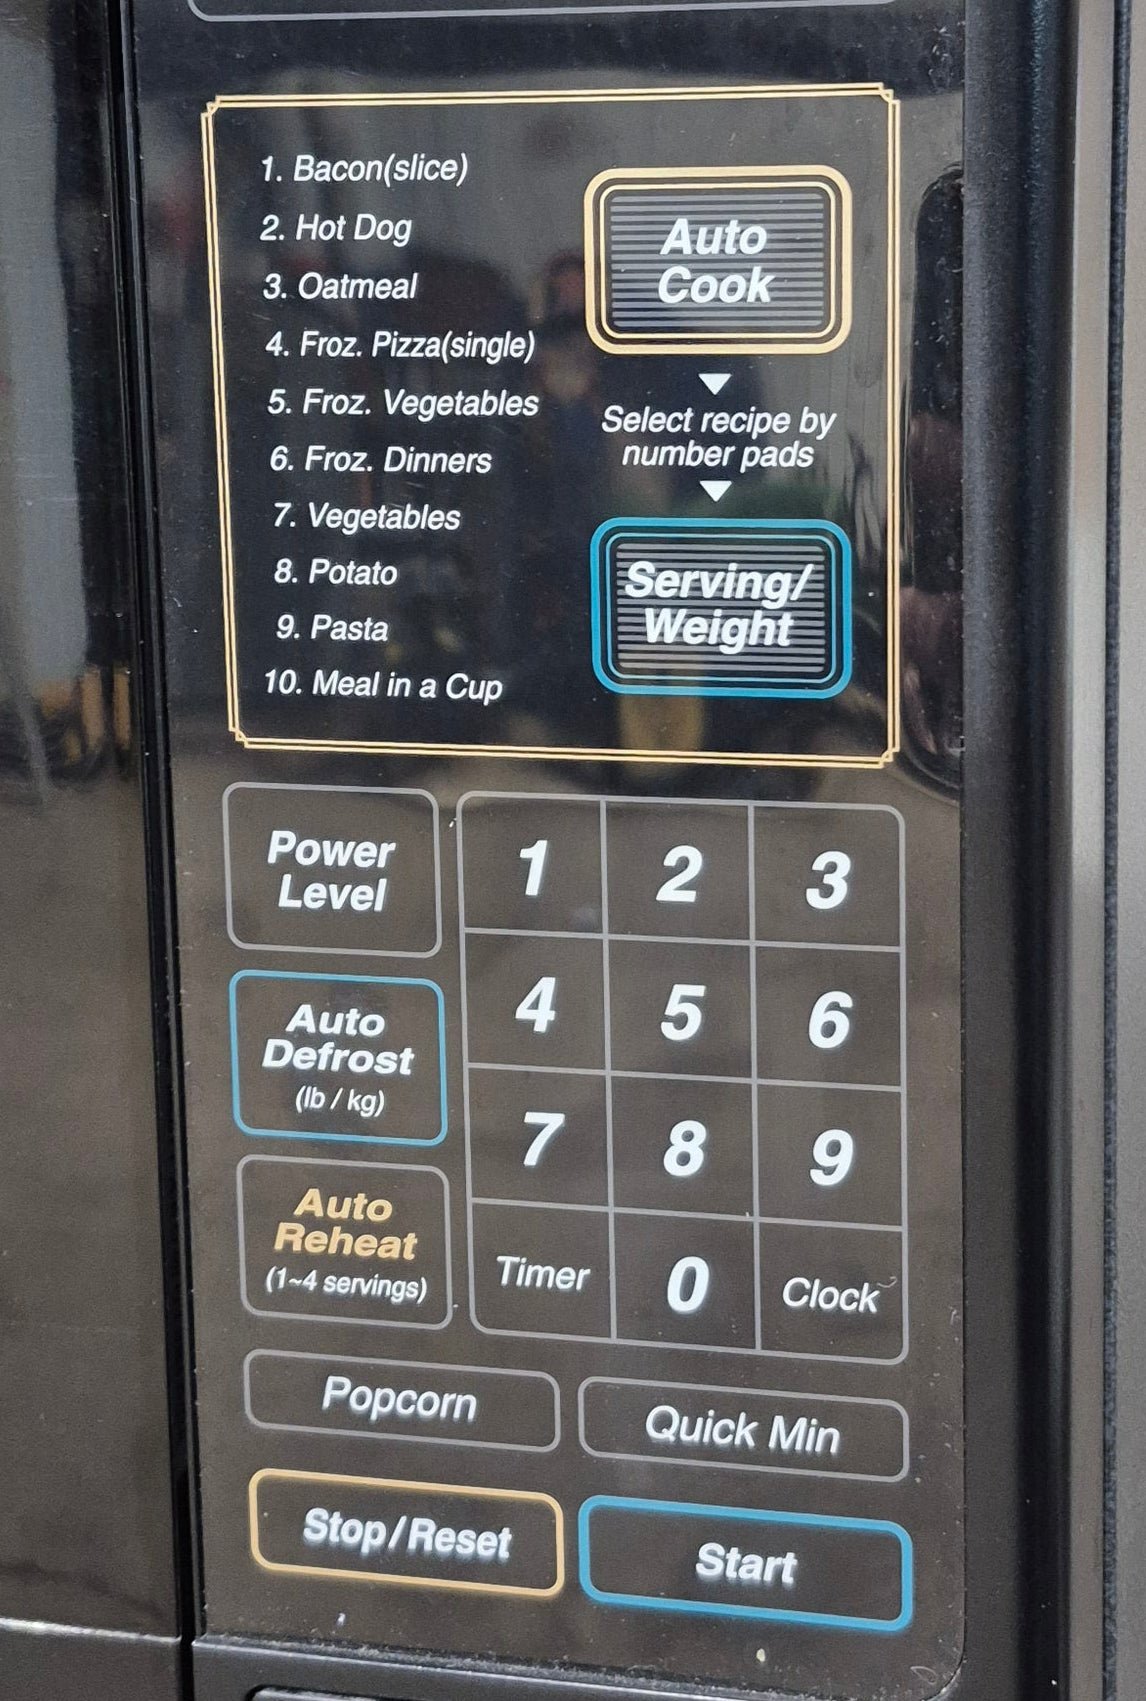 1. Bacon(slice)
2. Hot Dog
3. Oatmeal
4. Froz. Pizza(single)
5. Froz. Vegetables
6. Froz. Dinners
7. Vegetables
8. Potato
9. Pasta
10. Meal in a Cup
Auto
Cook
Select recipe by
number pads
Serving/
Weight
Power
Level
Auto
Defrost
(lb / kg)
Auto
Reheat
(1~4 servings)
1 2 3
4 5 6
7 8 9
Timer 0 Clock
Popcorn Quick Min
Stop/Reset Start